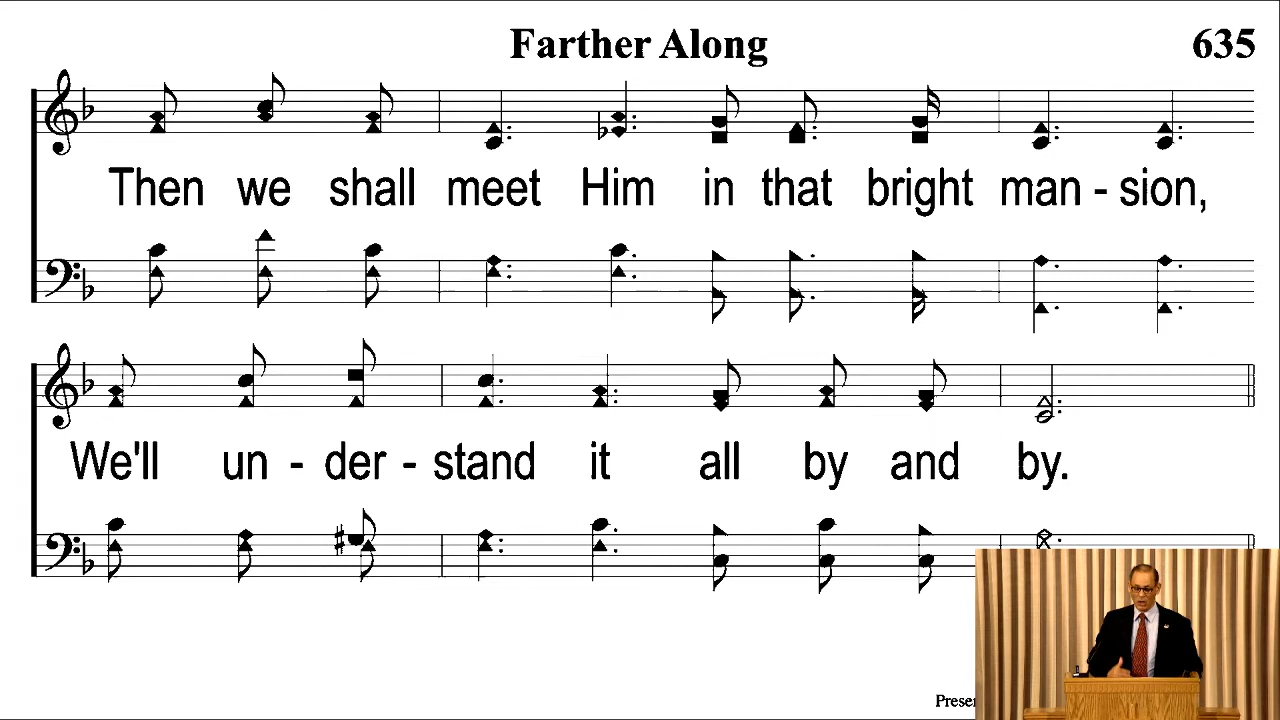 Farther Along 635
Then we shall meet Him in that bright man - sion,
We'll un - der - stand it all by and by.